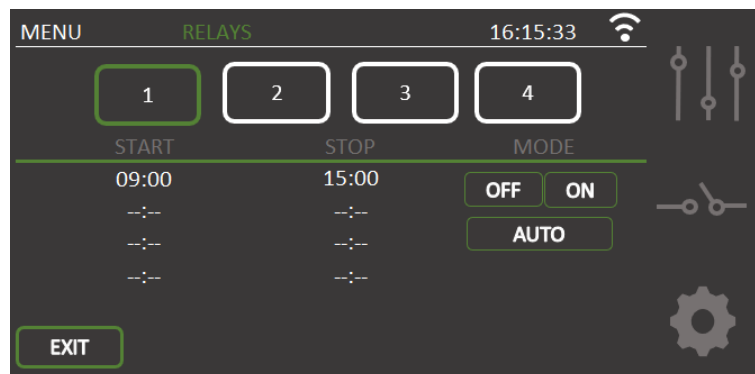 MENU RELAYS 16:15:33
1 2 3 4
START STOP MODE
09:00 15:00 OFF ON
--:-- --:-- AUTO
--:-- --:--
--:-- --:--
EXIT